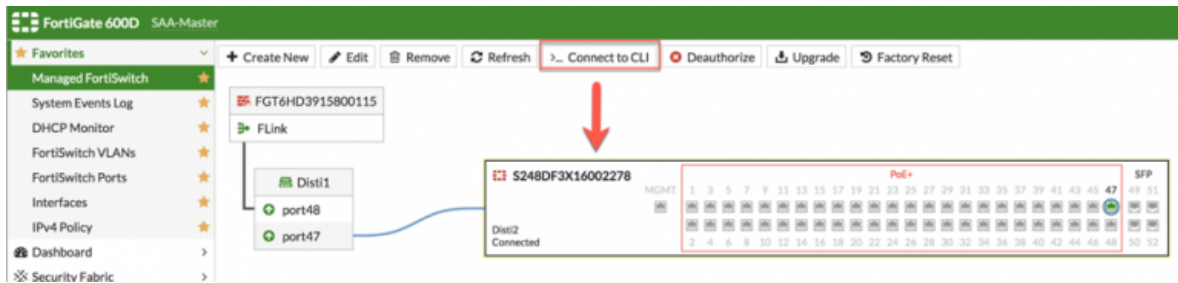 FortiGate 600D SAA-Master
Favorites
+ Create New Edit Remove Refresh >_ Connect to CLI Deauthorize Upgrade Factory Reset
Managed FortiSwitch
System Events Log
DHCP Monitor
FortiSwitch VLANs
FortiSwitch Ports
Interfaces
IPv4 Policy
Dashboard
Security Fabric
FGT6HD3915800115
FLink
Disti1
port48
port47
S248DF3X16002278
Disti2
Connected
MGMT
PoE+
SFP
1 3 5 7 9 11 13 15 17 19 21 23 25 27 29 31 33 35 37 39 41 43 45 47 49 51
2 4 6 8 10 12 14 16 18 20 22 24 26 28 30 32 34 36 38 40 42 44 46 48 50 52